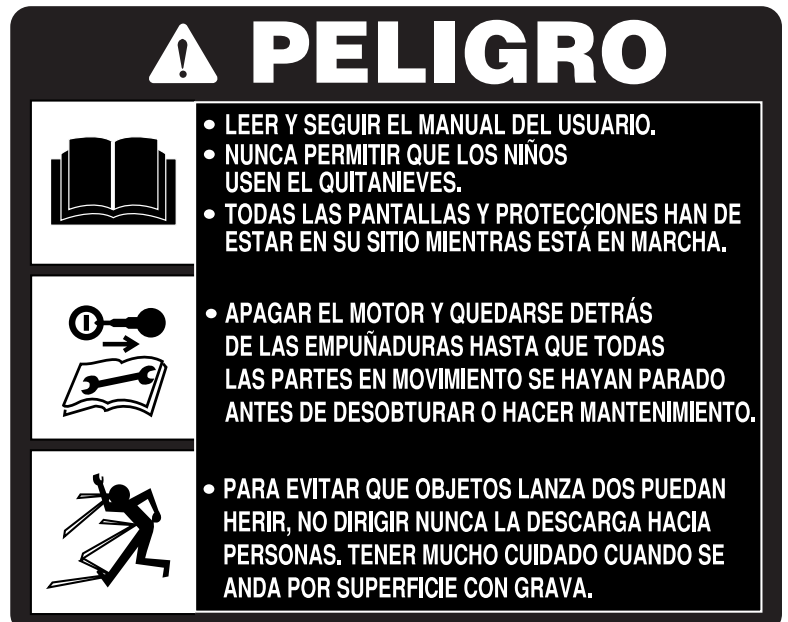 PELIGRO
• LEER Y SEGUIR EL MANUAL DEL USUARIO.
• NUNCA PERMITIR QUE LOS NIÑOS
USEN EL QUITANIEVES.
• TODAS LAS PANTALLAS Y PROTECCIONES HAN DE
ESTAR EN SU SITIO MIENTRAS ESTÁ EN MARCHA.
• APAGAR EL MOTOR Y QUEDARSE DETRÁS
DE LAS EMPUÑADURAS HASTA QUE TODAS
LAS PARTES EN MOVIMIENTO SE HAYAN PARADO
ANTES DE DESOBTURAR O HACER MANTENIMIENTO.
• PARA EVITAR QUE OBJETOS LANZA DOS PUEDAN
HERIR, NO DIRIGIR NUNCA LA DESCARGA HACIA
PERSONAS. TENER MUCHO CUIDADO CUANDO SE
ANDA POR SUPERFICIE CON GRAVA.